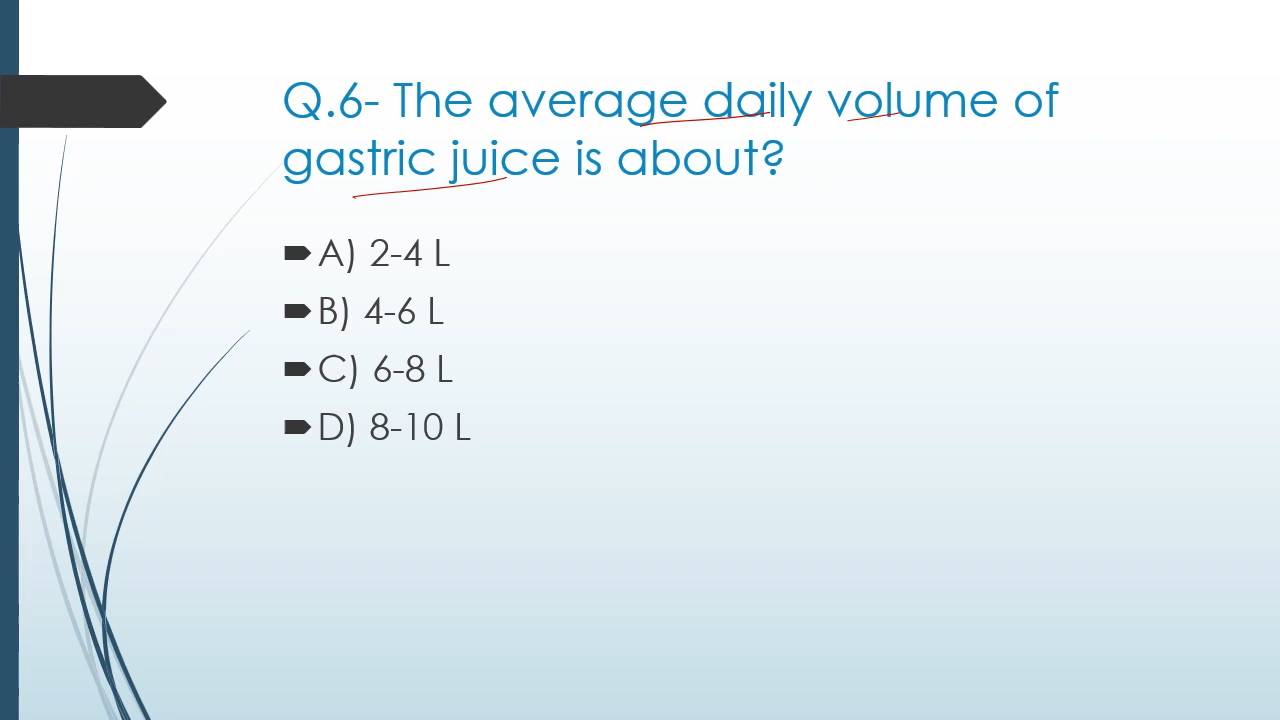 Q.6- The average daily volume of
gastric juice is about?
A) 2-4 L
B) 4-6 L
C) 6-8 L
D) 8-10 L